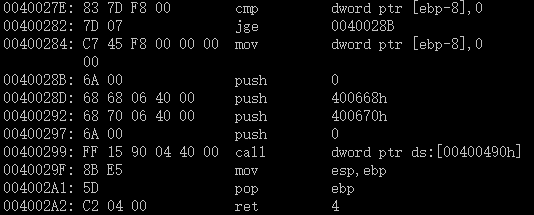 0040027E: 83 7D F8 00 cmp dword ptr [ebp-8],0
00400282: 7D 07 jge 0040028B
00400284: C7 45 F8 00 00 00 mov dword ptr [ebp-8],0
00
0040028B: 6A 00 push 0
0040028D: 68 68 06 40 00 push 400668h
00400292: 68 70 06 40 00 push 400670h
00400297: 6A 00 push 0
00400299: FF 15 90 04 40 00 call dword ptr ds:[00400490h]
0040029F: 8B E5 mov esp,ebp
004002A1: 5D pop ebp
004002A2: C2 04 00 ret 4